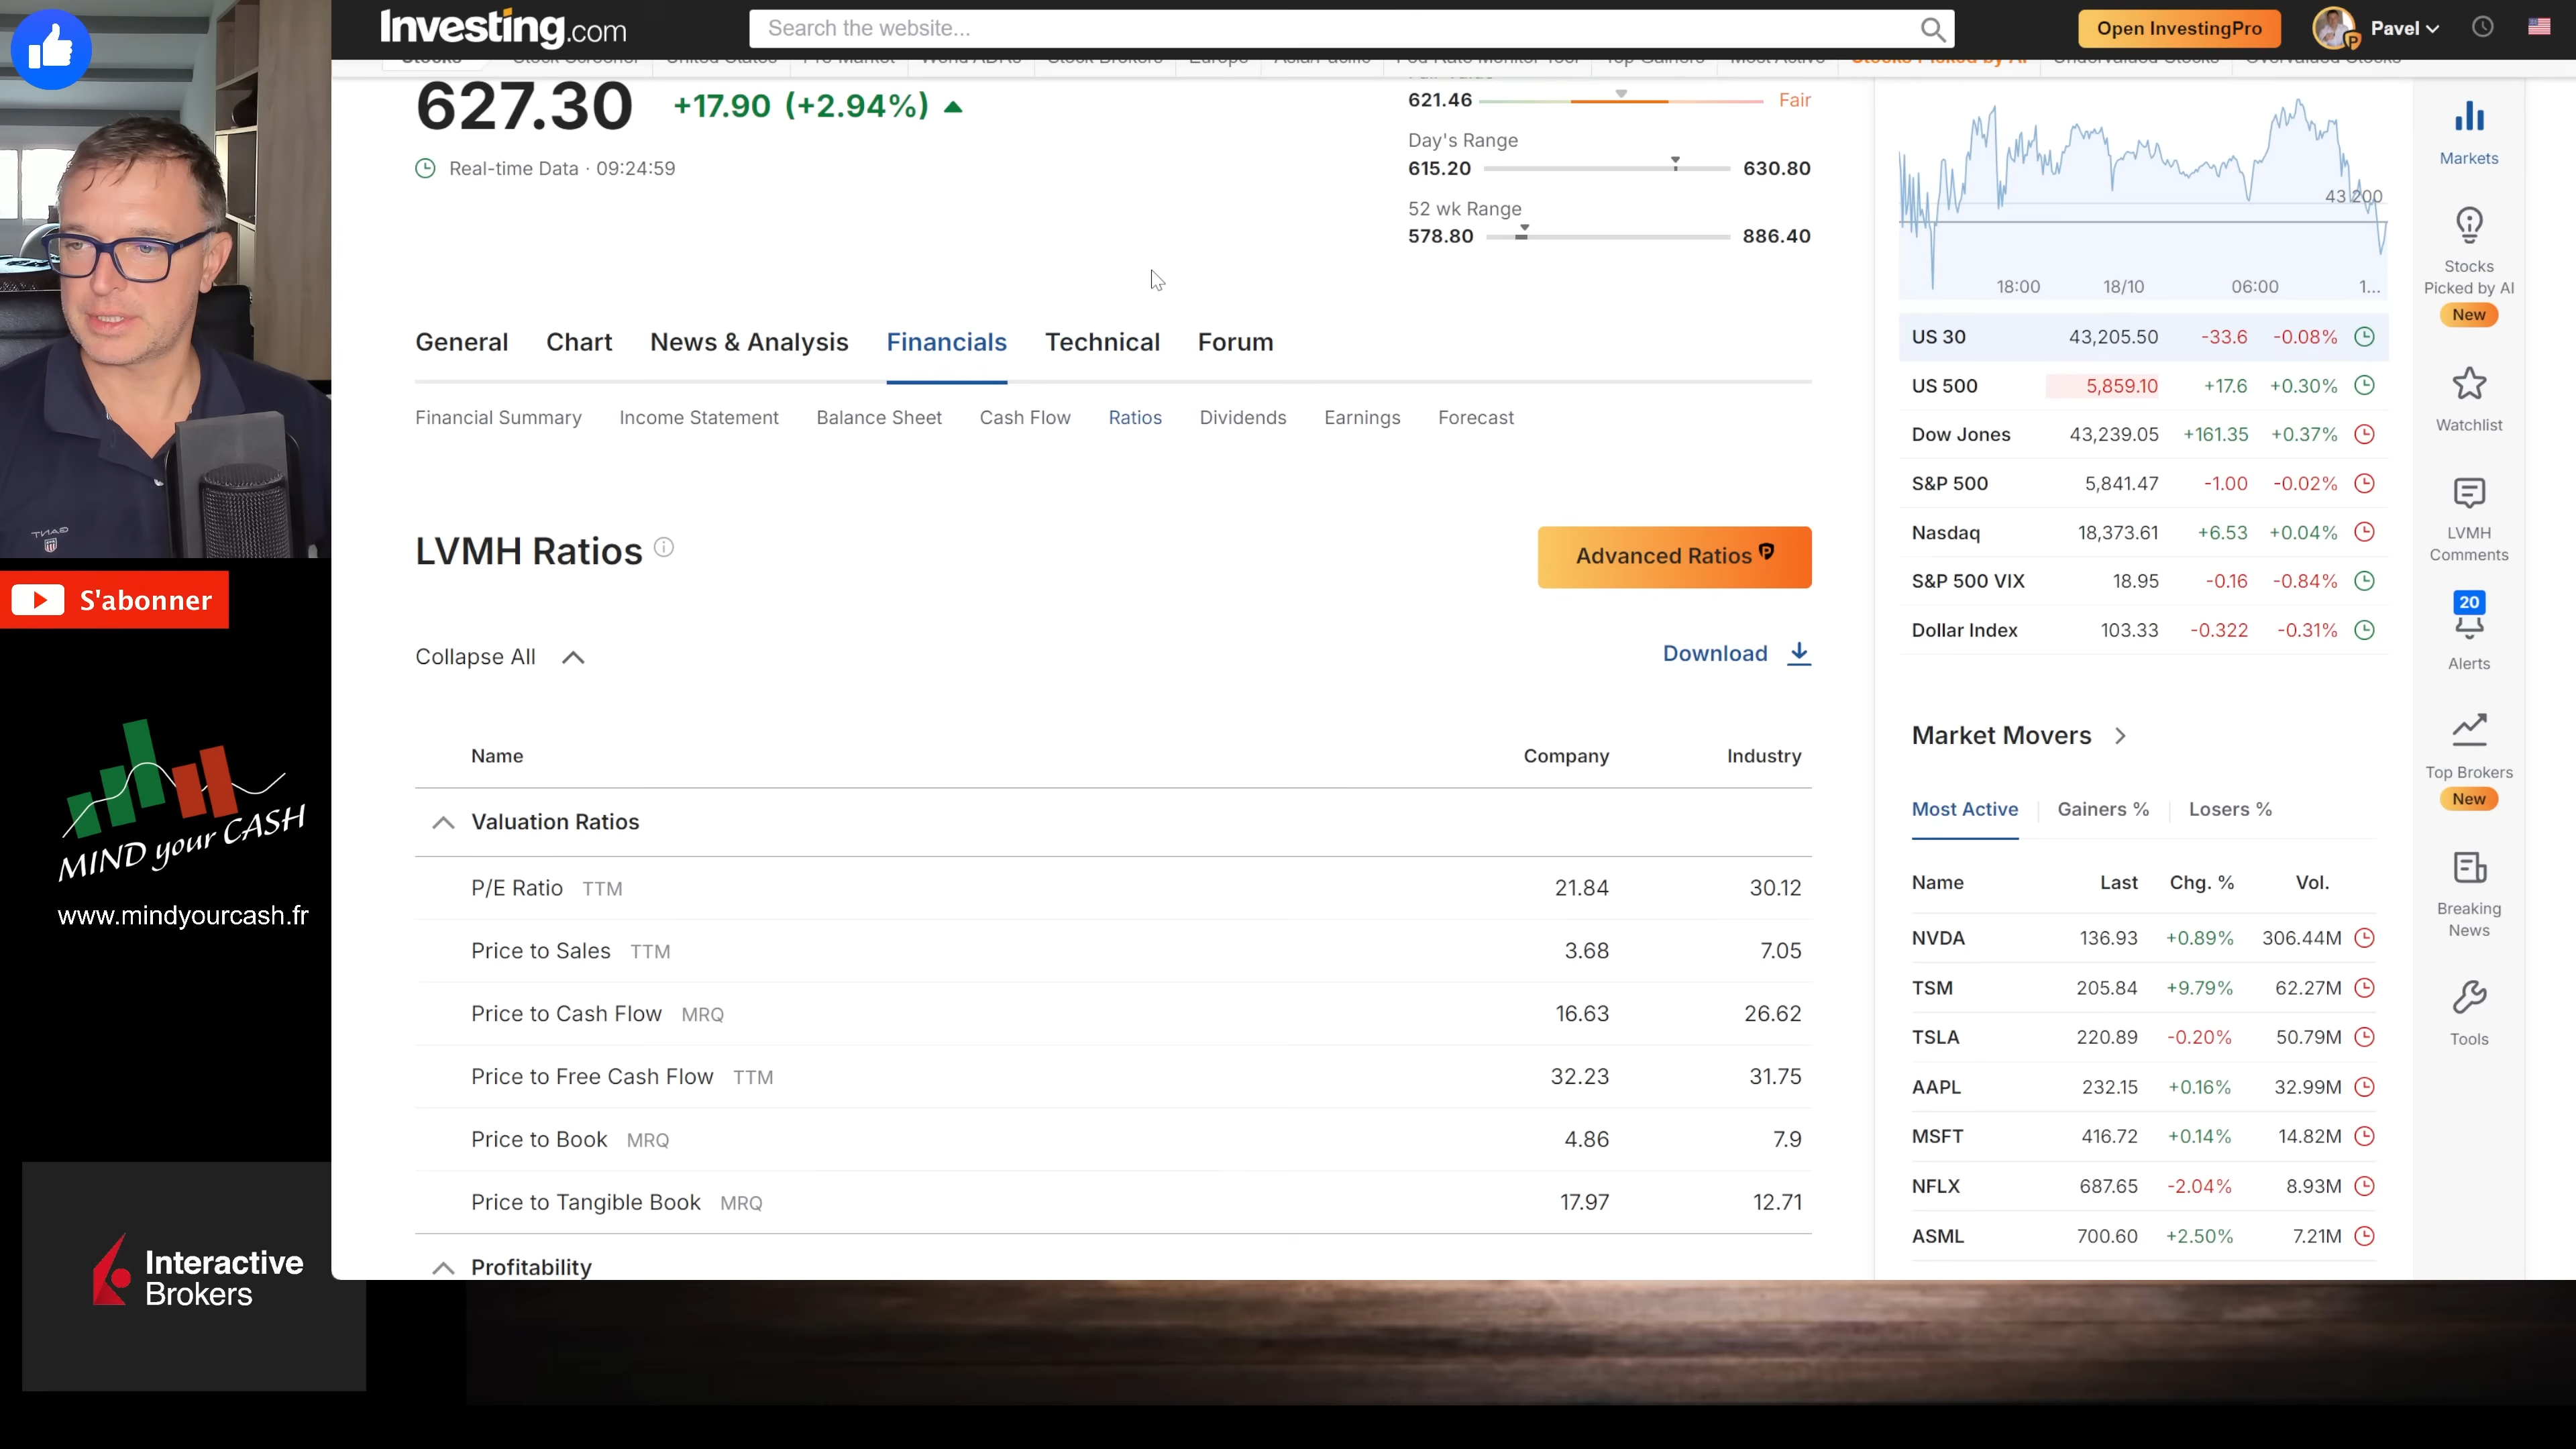 Investing.com
Search the website...
Open InvestingPro
Pavel
627.30
+17.90 (+2.94%)
Real-time Data · 09:24:59
621.46
Fair
Day's Range
615.20
630.80
52 wk Range
578.80
886.40
General
Chart
News & Analysis
Financials
Technical
Forum
Financial Summary
Income Statement
Balance Sheet
Cash Flow
Ratios
Dividends
Earnings
Forecast
LVMH Ratios
Advanced Ratios
Collapse All
Download
Name Company Industry
Valuation Ratios
P/E Ratio TTM 21.84 30.12
Price to Sales TTM 3.68 7.05
Price to Cash Flow MRQ 16.63 26.62
Price to Free Cash Flow TTM 32.23 31.75
Price to Book MRQ 4.86 7.9
Price to Tangible Book MRQ 17.97 12.71
Profitability
43,200
18:00 18/10 06:00 1...
US 30 43,205.50 -33.6 -0.08%
US 500 5,859.10 +17.6 +0.30%
Dow Jones 43,239.05 +161.35 +0.37%
S&P 500 5,841.47 -1.00 -0.02%
Nasdaq 18,373.61 +6.53 +0.04%
S&P 500 VIX 18.95 -0.16 -0.84%
Dollar Index 103.33 -0.322 -0.31%
Market Movers
Most Active
Gainers %
Losers %
Name Last Chg. % Vol.
NVDA 136.93 +0.89% 306.44M
TSM 205.84 +9.79% 62.27M
TSLA 220.89 -0.20% 50.79M
AAPL 232.15 +0.16% 32.99M
MSFT 416.72 +0.14% 14.82M
NFLX 687.65 -2.04% 8.93M
ASML 700.60 +2.50% 7.21M
Markets
Stocks
Picked by AI
New
Watchlist
LVMH
Comments
20
Alerts
Top Brokers
New
Breaking
News
Tools
GANT
S'abonner
MIND your CASH
www.mindyourcash.fr
Interactive
Brokers